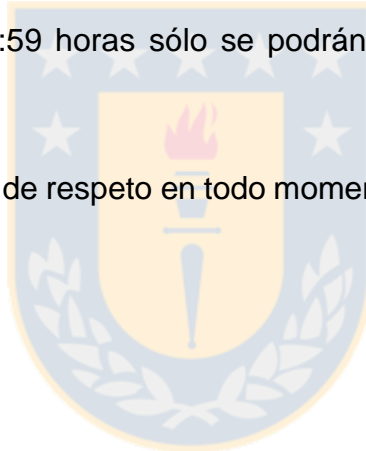 :59 horas sólo se podrán
de respeto en todo momen